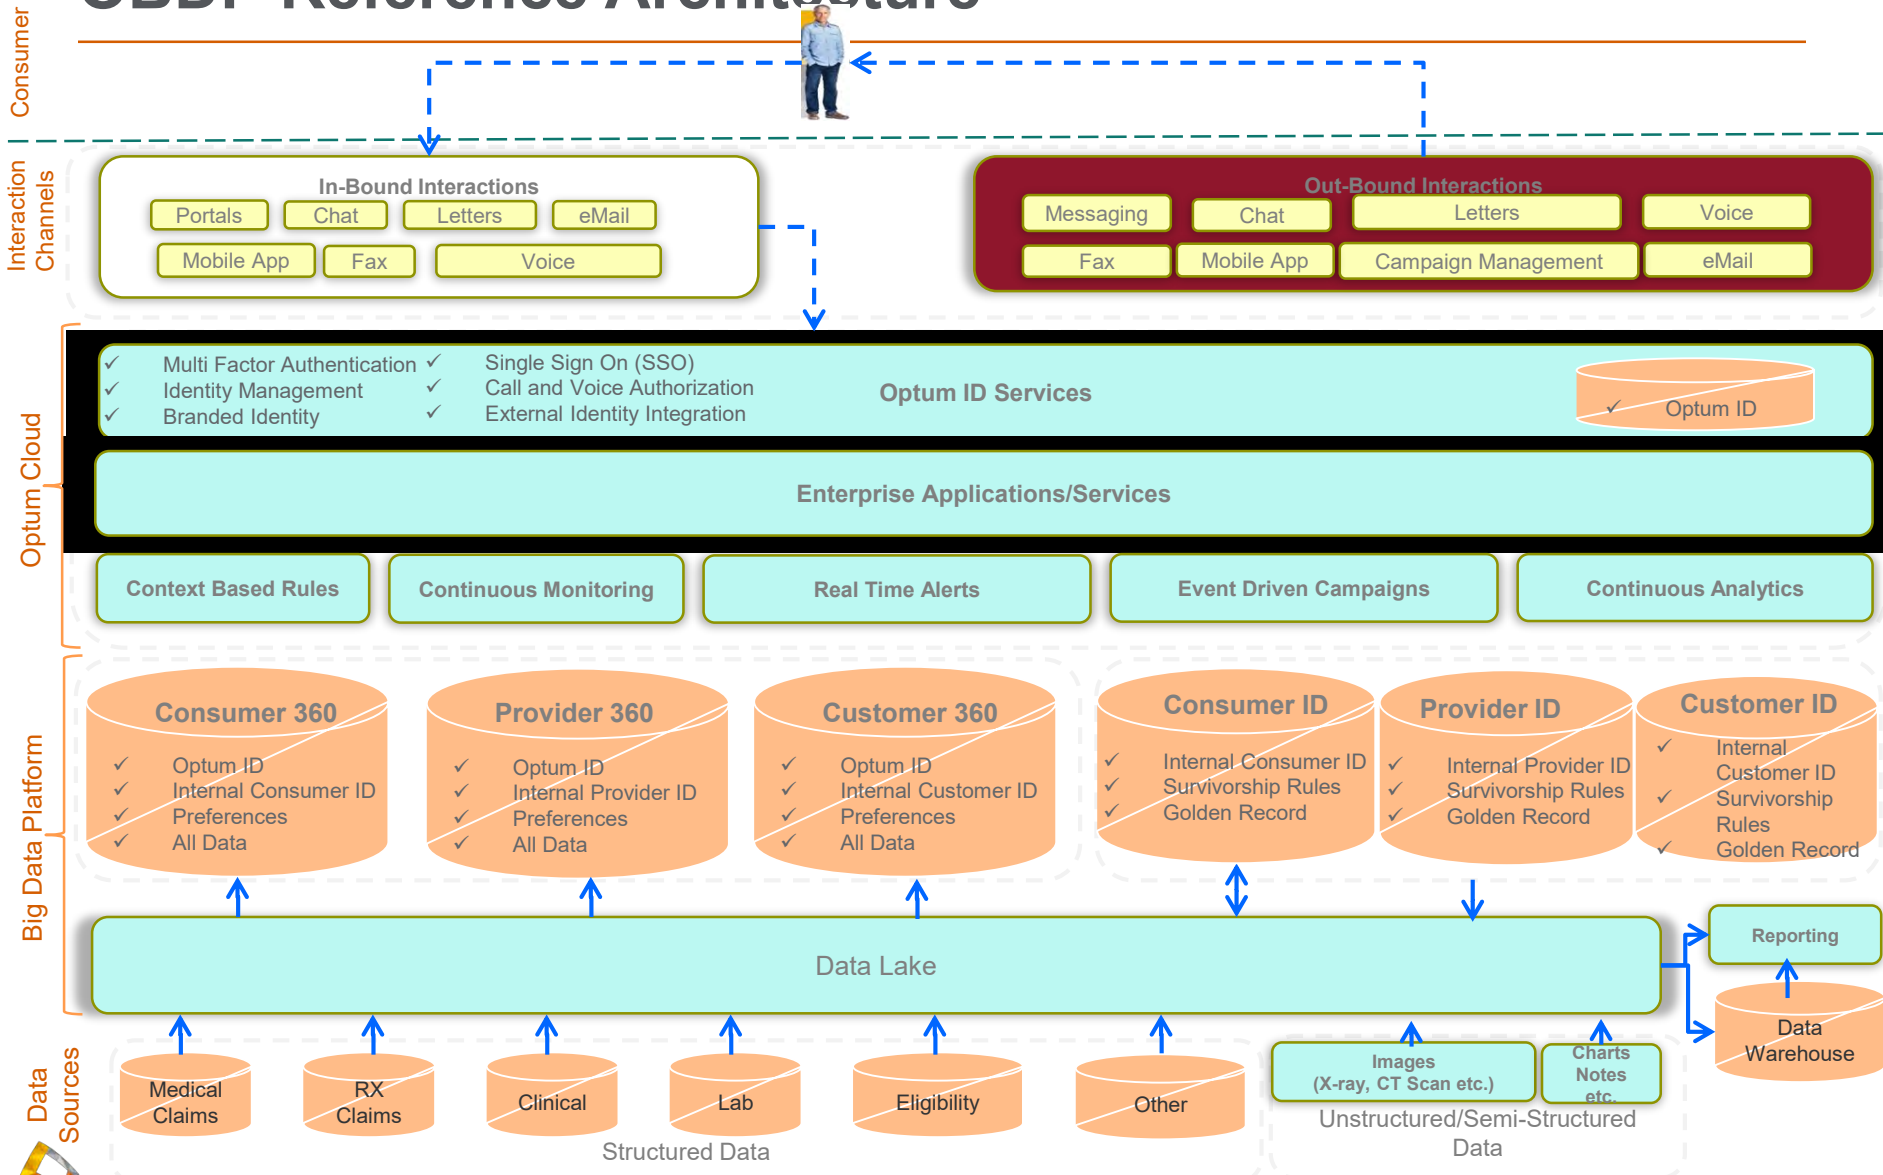 Reference Architecture
Consumer
Interaction
Channels
In-Bound Interactions
Portals
Chat
Letters
eMail
Mobile App
Fax
Voice
Out-Bound Interactions
Messaging
Chat
Letters
Voice
Fax
Mobile App
Campaign Management
eMail
Optum Cloud
✓ Multi Factor Authentication
✓ Identity Management
✓ Branded Identity
✓ Single Sign On (SSO)
✓ Call and Voice Authorization
✓ External Identity Integration
Optum ID Services
✓ Optum ID
Enterprise Applications/Services
Context Based Rules
Continuous Monitoring
Real Time Alerts
Event Driven Campaigns
Continuous Analytics
Big Data Platform
Consumer 360
✓ Optum ID
✓ Internal Consumer ID
✓ Preferences
✓ All Data
Provider 360
✓ Optum ID
✓ Internal Provider ID
✓ Preferences
✓ All Data
Customer 360
✓ Optum ID
✓ Internal Customer ID
✓ Preferences
✓ All Data
Consumer ID
✓ Internal Consumer ID
✓ Survivorship Rules
✓ Golden Record
Provider ID
✓ Internal Provider ID
✓ Survivorship Rules
✓ Golden Record
Customer ID
✓ Internal
Customer ID
✓ Survivorship
Rules
✓ Golden Record
Data Lake
Reporting
Data
Warehouse
Data
Sources
Medical
Claims
RX
Claims
Clinical
Lab
Eligibility
Other
Structured Data
Images
(X-ray, CT Scan etc.)
Charts
Notes
etc.
Unstructured/Semi-Structured
Data